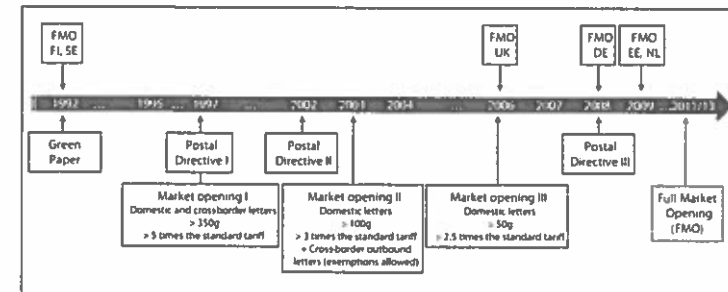 FMO
FI, SE
FMO
UK
FMO
DE
FMO
EE, NL
1992 ... 1995 ... 1997 ... 2002 2003 2004 ... 2006 2007 2008 2009 ... 2011/13
Green
Paper
Postal
Directive I
Postal
Directive II
Postal
Directive III
Market opening I
Domestic and crossborder letters
> 350g
> 5 times the standard tariff
Market opening II
Domestic letters
> 100g
> 3 times the standard tariff
+ Cross-border outbound
letters (exemptions allowed)
Market opening III
Domestic letters
> 50g
> 2.5 times the standard tariff
Full Market
Opening
(FMO)